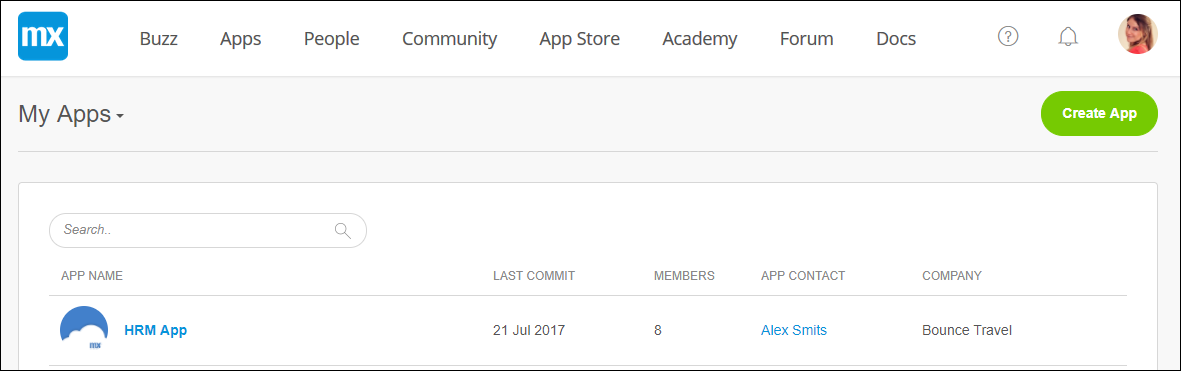 mx Buzz Apps People Community App Store Academy Forum Docs ?
My Apps Create App
Search..
APP NAME LAST COMMIT MEMBERS APP CONTACT COMPANY
HRM App 21 Jul 2017 8 Alex Smits Bounce Travel
mx